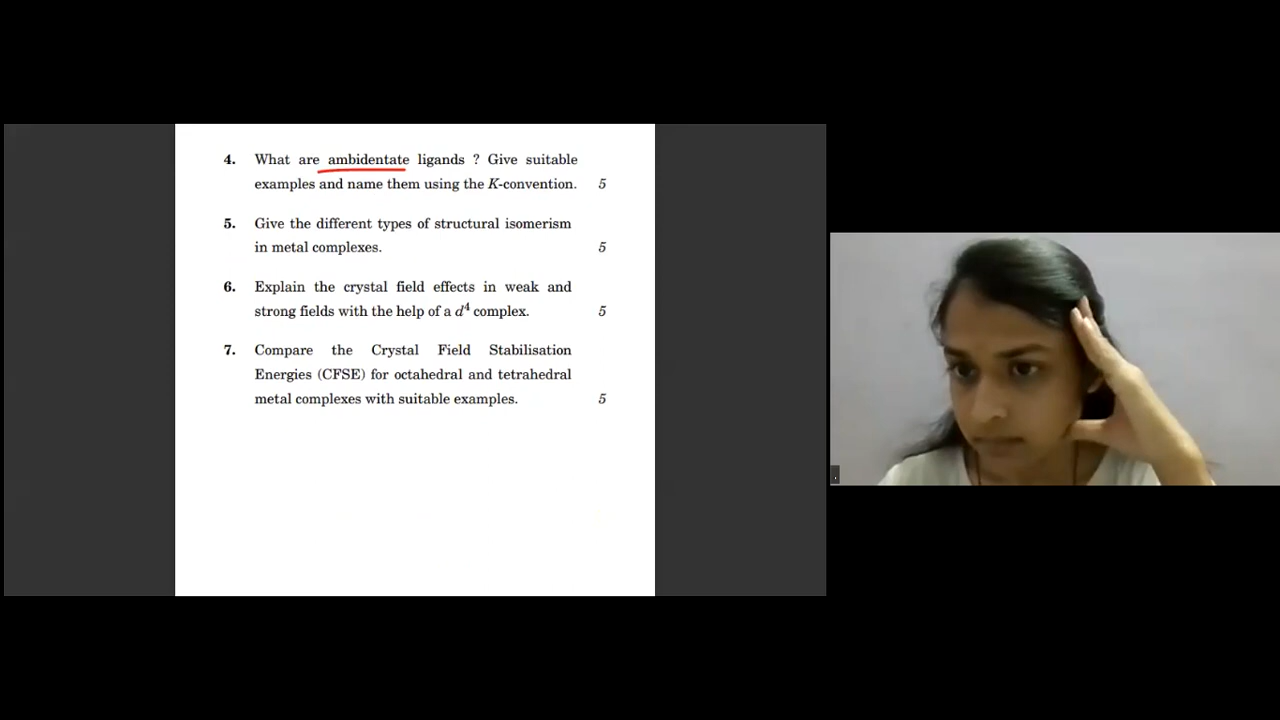 4. What are ambidentate ligands ? Give suitable
examples and name them using the K-convention. 5
5. Give the different types of structural isomerism
in metal complexes. 5
6. Explain the crystal field effects in weak and
strong fields with the help of a d⁴ complex. 5
7. Compare the Crystal Field Stabilisation
Energies (CFSE) for octahedral and tetrahedral
metal complexes with suitable examples. 5